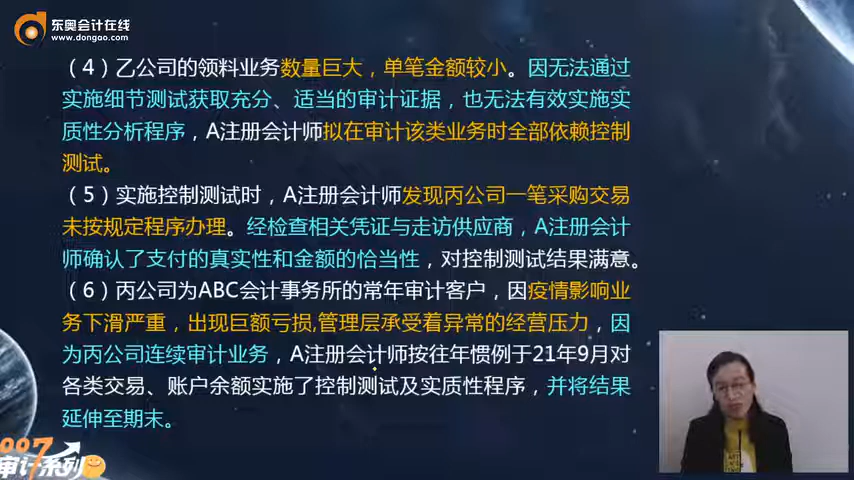 东奥会计在线
www.dongao.com
（4）乙公司的领料业务数量巨大，单笔金额较小。因无法通过
实施细节测试获取充分、适当的审计证据，也无法有效实施实
质性分析程序，A注册会计师拟在审计该类业务时全部依赖控制
测试。
（5）实施控制测试时，A注册会计师发现丙公司一笔采购交易
未按规定程序办理。经检查相关凭证与走访供应商，A注册会计
师确认了支付的真实性和金额的恰当性，对控制测试结果满意。
（6）丙公司为ABC会计事务所的常年审计客户，因疫情影响业
务下滑严重，出现巨额亏损,管理层承受着异常的经营压力，因
为丙公司连续审计业务，A注册会计师按往年惯例于21年9月对
各类交易、账户余额实施了控制测试及实质性程序，并将结果
延伸至期末。
007
审计系列